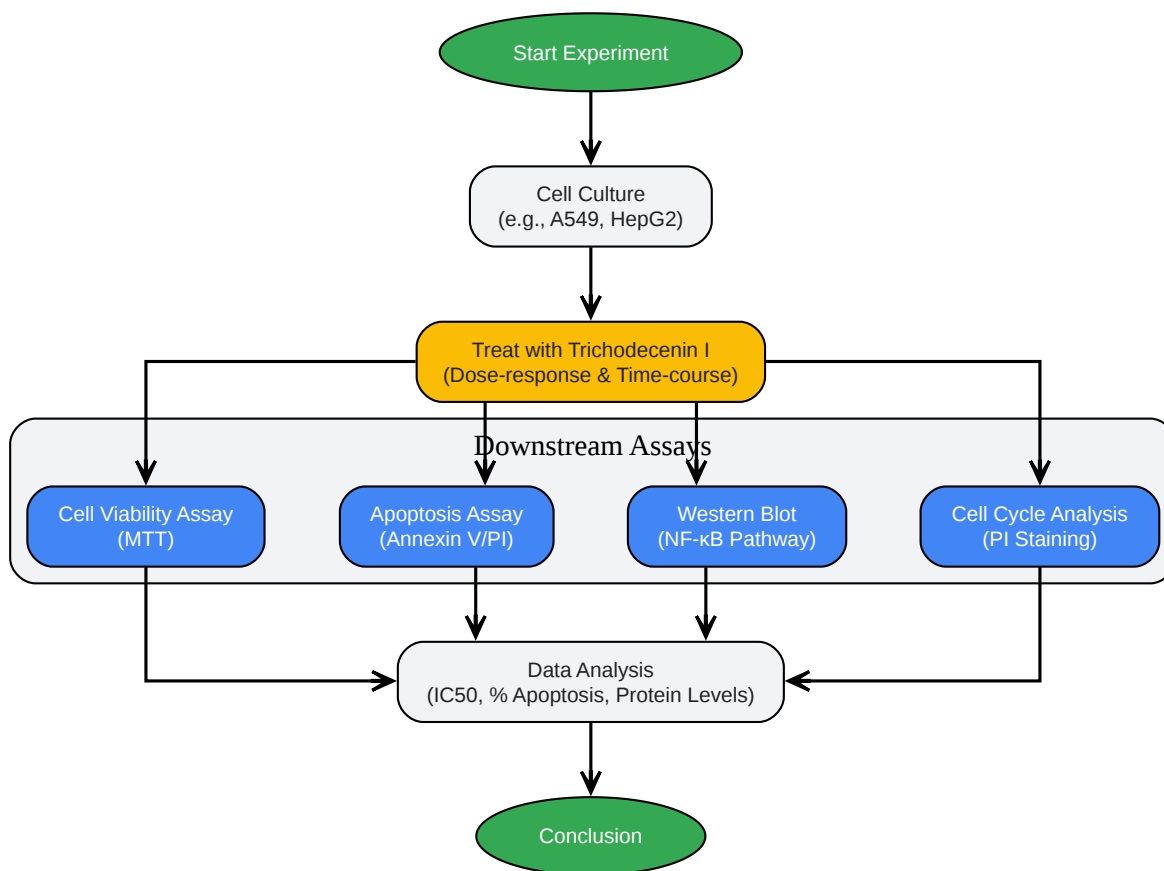 Start Experiment
Cell Culture
(e.g., A549, HepG2)
Treat with Trichodecenin I
(Dose-response & Time-course)
Downstream Assays
Cell Viability Assay
(MTT)
Apoptosis Assay
(Annexin V/PI)
Western Blot
(NF-κB Pathway)
Cell Cycle Analysis
(PI Staining)
Data Analysis
(IC50, % Apoptosis, Protein Levels)
Conclusion